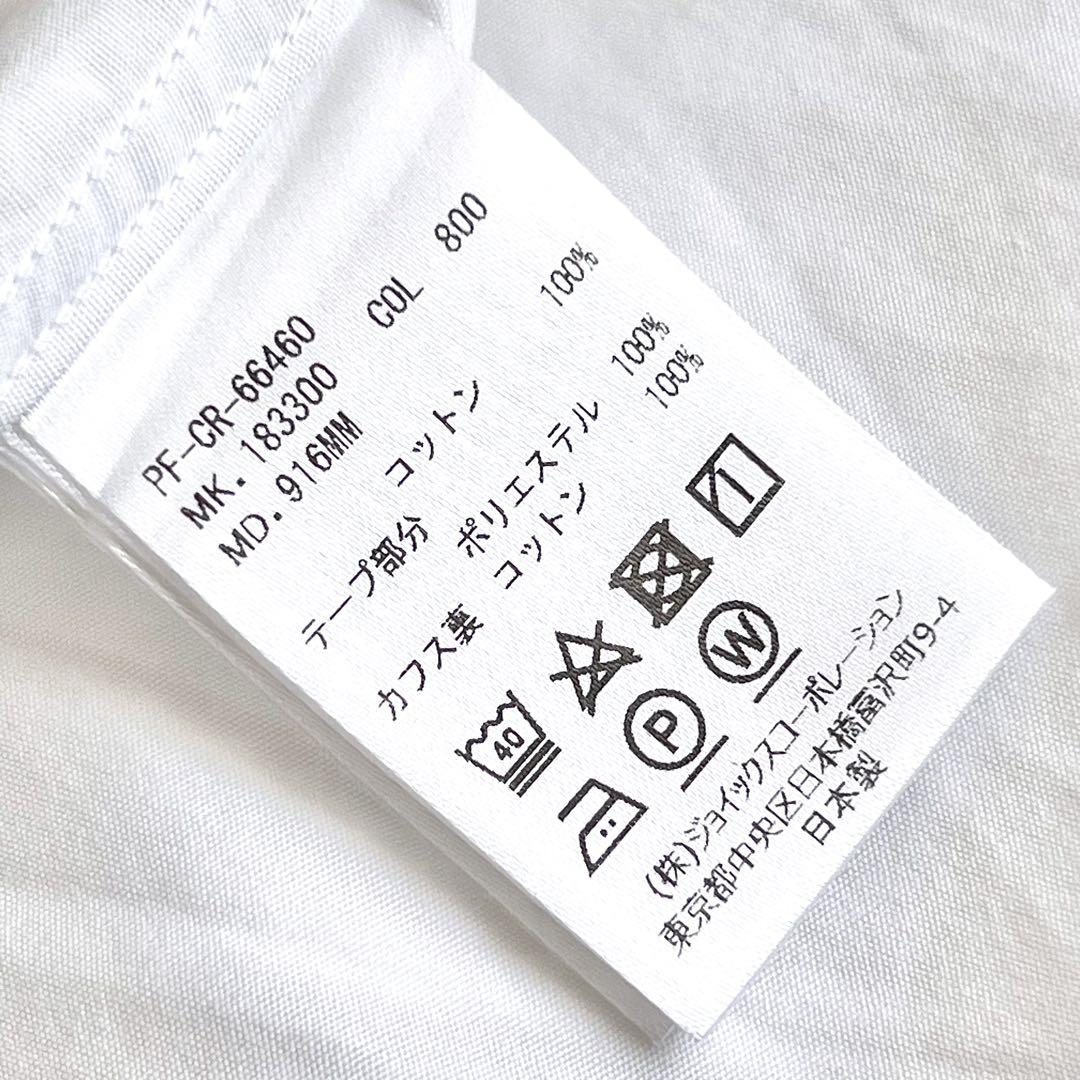 PF-CR-66460 COL 800
MK. 183300
MD. 916MM
コットン 100%
テープ部分 ポリエステル 100%
カフス裏 コットン 100%
40
P W
(株)ジョイックスコーポレーション
東京都中央区日本橋富沢町9-4
日本製